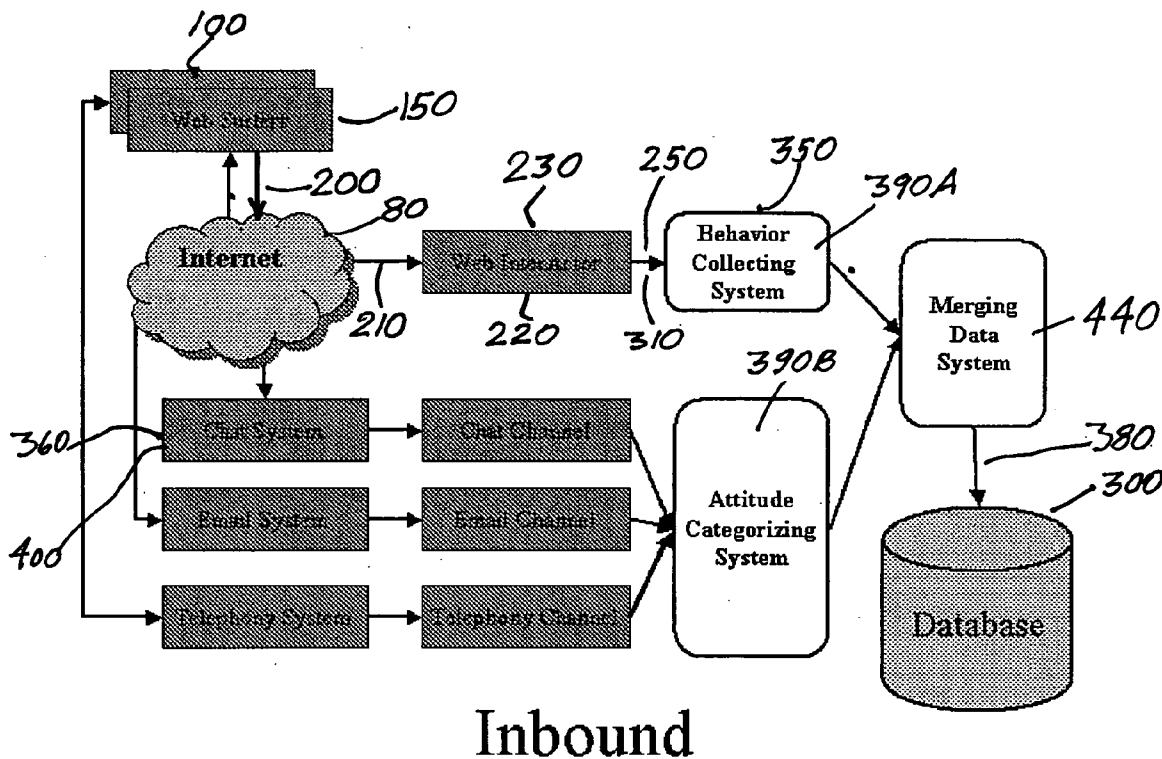 100
Web Surfers
150
200
80
Internet
210
230
Web Interactor
220
250
310
350
390A
Behavior
Collecting
System
Merging
Data
System
440
390B
360
400
Chat System
Chat Channel
400
Email System
Email Channel
Attitude
Categorizing
System
380
300
Telephony System
Telephony Channel
Database
Inbound